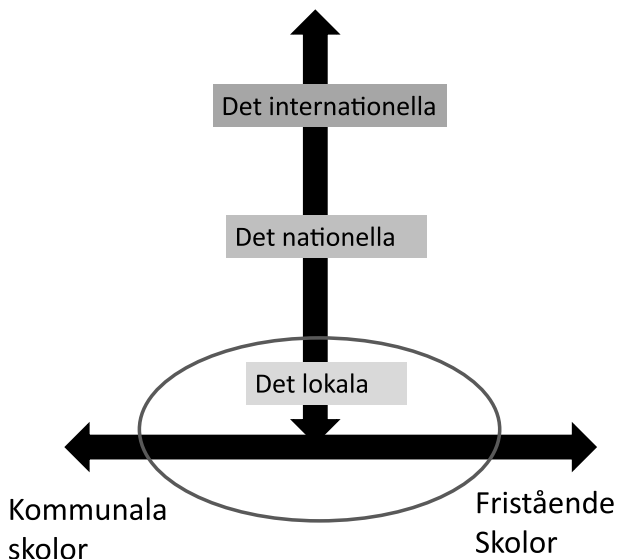 Det internationella
Det nationella
Det lokala
Kommunala
skolor
Fristående
Skolor